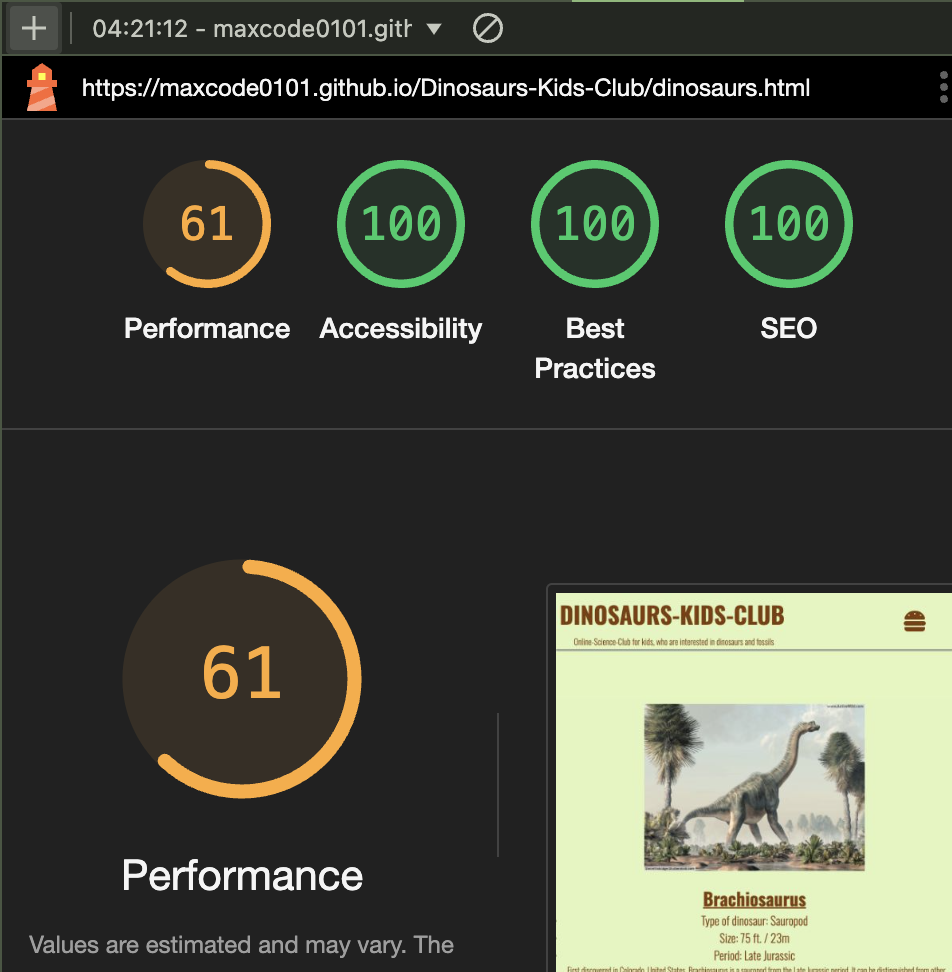 04:21:12 - maxcode0101.gith
https://maxcode0101.github.io/Dinosaurs-Kids-Club/dinosaurs.html
61
100
100
100
Performance
Accessibility
Best
Practices
SEO
61
Performance
Values are estimated and may vary. The
DINOSAURS-KIDS-CLUB
Online-Science-Club for kids, who are interested in dinosaurs and fossils
Brachiosaurus
Type of dinosaur: Sauropod
Size: 75 ft. / 23m
Period: Late Jurassic
First discovered in Colorado, United States, Brachiosaurus is a sauropod from the Late Jurassic period. It can be distinguished from other